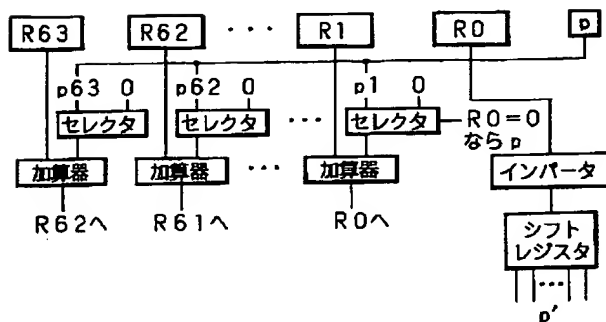 R63 R62 ・・・ R1 R0 p
p63 0 p62 0 p1 0
セレクタ セレクタ ・・・ セレクタ R0=0
なら p
加算器 加算器 ・・・ 加算器 インバータ
R62へ R61へ R0へ シフト
レジスタ
・・・
p'